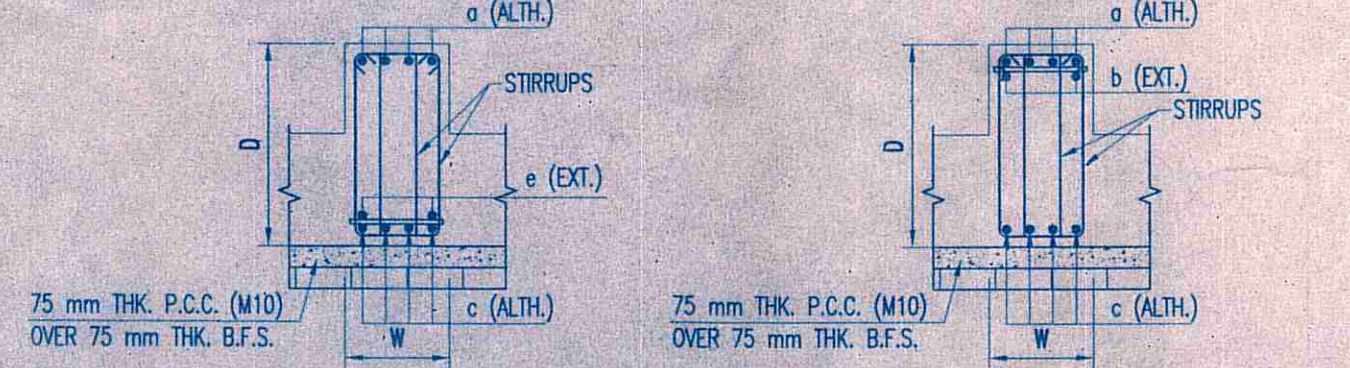 a (ALTH.)
STIRRUPS
D
e (EXT.)
75 mm THK. P.C.C. (M10)
OVER 75 mm THK. B.F.S.
c (ALTH.)
W
a (ALTH.)
b (EXT.)
STIRRUPS
D
75 mm THK. P.C.C. (M10)
OVER 75 mm THK. B.F.S.
c (ALTH.)
W